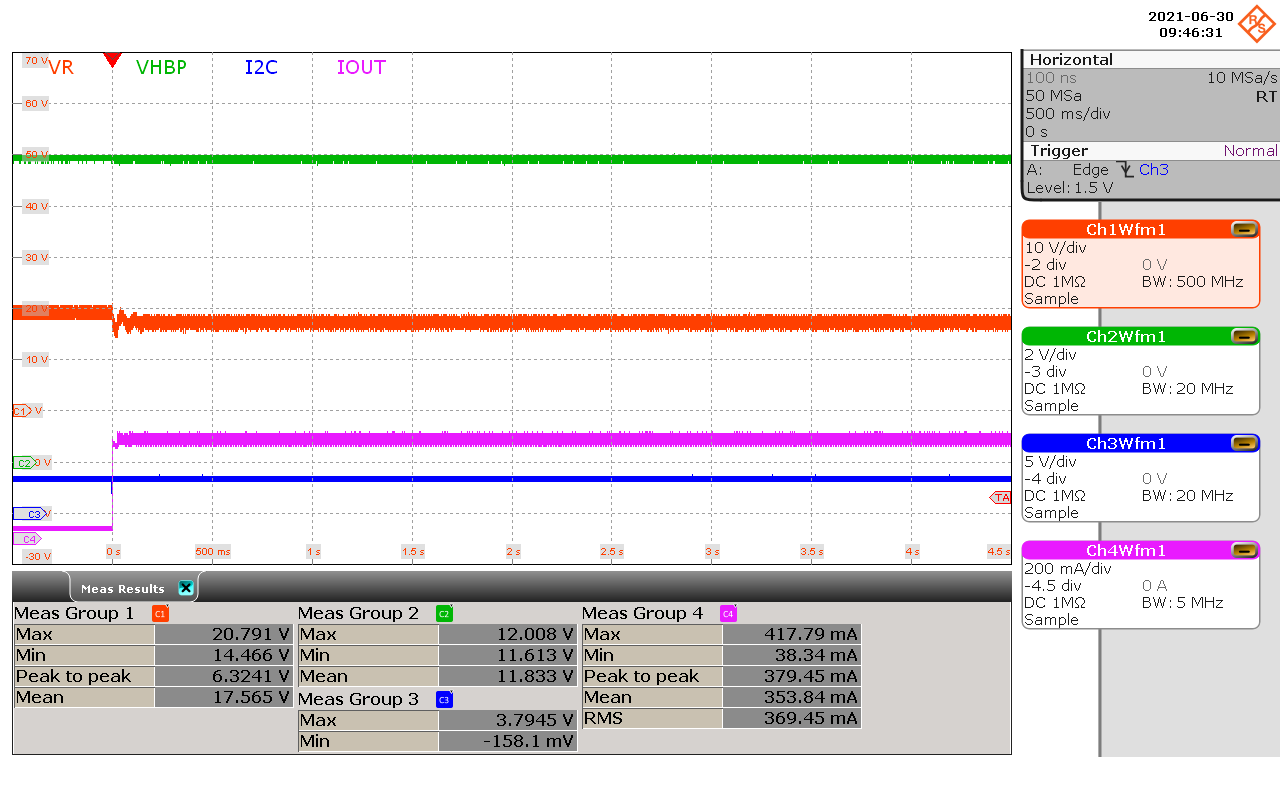 2021-06-30
09:46:31
R S
VR VHBP I2C IOUT
70 V
60 V
50 V
40 V
30 V
20 V
10 V
C1 V
C2 0 V
C3 V
C4
-30 V
TA
0 s 500 ms 1 s 1.5 s 2 s 2.5 s 3 s 3.5 s 4 s 4.5 s
Horizontal
100 ns 10 MSa/s
50 MSa RT
500 ms/div
0 s
Trigger Normal
A: Edge Ch3
Level: 1.5 V
Ch1Wfm1
10 V/div
-2 div 0 V
DC 1MΩ BW: 500 MHz
Sample
Ch2Wfm1
2 V/div
-3 div 0 V
DC 1MΩ BW: 20 MHz
Sample
Ch3Wfm1
5 V/div
-4 div 0 V
DC 1MΩ BW: 20 MHz
Sample
Ch4Wfm1
200 mA/div
-4.5 div 0 A
DC 1MΩ BW: 5 MHz
Sample
Meas Results
Meas Group 1 C1
Max 20.791 V
Min 14.466 V
Peak to peak 6.3241 V
Mean 17.565 V
Meas Group 2 C2
Max 12.008 V
Min 11.613 V
Mean 11.833 V
Meas Group 3 C3
Max 3.7945 V
Min -158.1 mV
Meas Group 4 C4
Max 417.79 mA
Min 38.34 mA
Peak to peak 379.45 mA
Mean 353.84 mA
RMS 369.45 mA